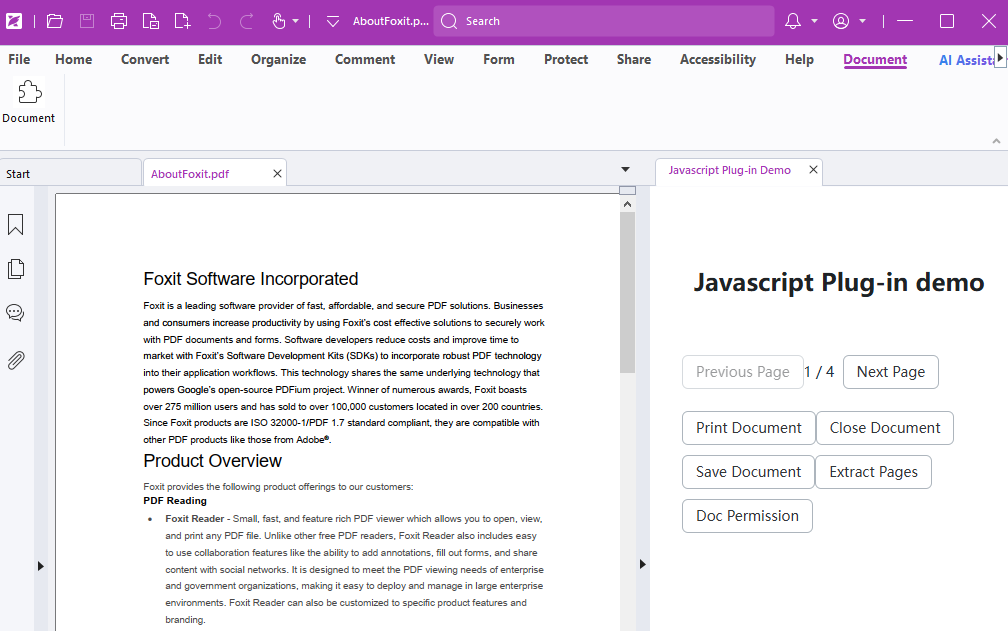 AboutFoxit.p... Search
File Home Convert Edit Organize Comment View Form Protect Share Accessibility Help Document AI Assist
Document
Start AboutFoxit.pdf Javascript Plug-in Demo
Foxit Software Incorporated
Foxit is a leading software provider of fast, affordable, and secure PDF solutions. Businesses
and consumers increase productivity by using Foxit's cost effective solutions to securely work
with PDF documents and forms. Software developers reduce costs and improve time to
market with Foxit's Software Development Kits (SDKs) to incorporate robust PDF technology
into their application workflows. This technology shares the same underlying technology that
powers Google's open-source PDFium project. Winner of numerous awards, Foxit boasts
over 275 million users and has sold to over 100,000 customers located in over 200 countries.
Since Foxit products are ISO 32000-1/PDF 1.7 standard compliant, they are compatible with
other PDF products like those from Adobe®.
Product Overview
Foxit provides the following product offerings to our customers:
PDF Reading
• Foxit Reader - Small, fast, and feature rich PDF viewer which allows you to open, view,
and print any PDF file. Unlike other free PDF readers, Foxit Reader also includes easy
to use collaboration features like the ability to add annotations, fill out forms, and share
content with social networks. It is designed to meet the PDF viewing needs of enterprise
and government organizations, making it easy to deploy and manage in large enterprise
environments. Foxit Reader can also be customized to specific product features and
branding.
Javascript Plug-in demo
Previous Page 1 / 4 Next Page
Print Document Close Document
Save Document Extract Pages
Doc Permission